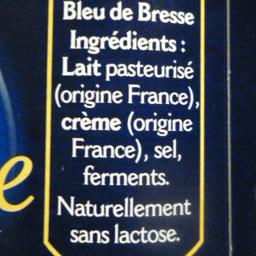 Bleu de Bresse
Ingrédients :
Lait pasteurisé
(origine France),
crème (origine
France), sel,
ferments.
Naturellement
sans lactose.
e